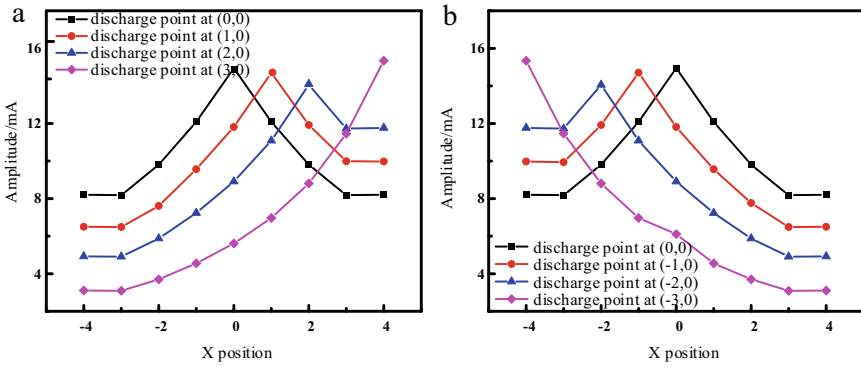 a
discharge point at (0,0)
discharge point at (1,0)
discharge point at (2,0)
discharge point at (3,0)
16
12
8
4
Amplitude/mA
-4
-2
0
2
4
X position
b
16
12
8
4
Amplitude/mA
discharge point at (0,0)
discharge point at (-1,0)
discharge point at (-2,0)
discharge point at (-3,0)
-4
-2
0
2
4
X position